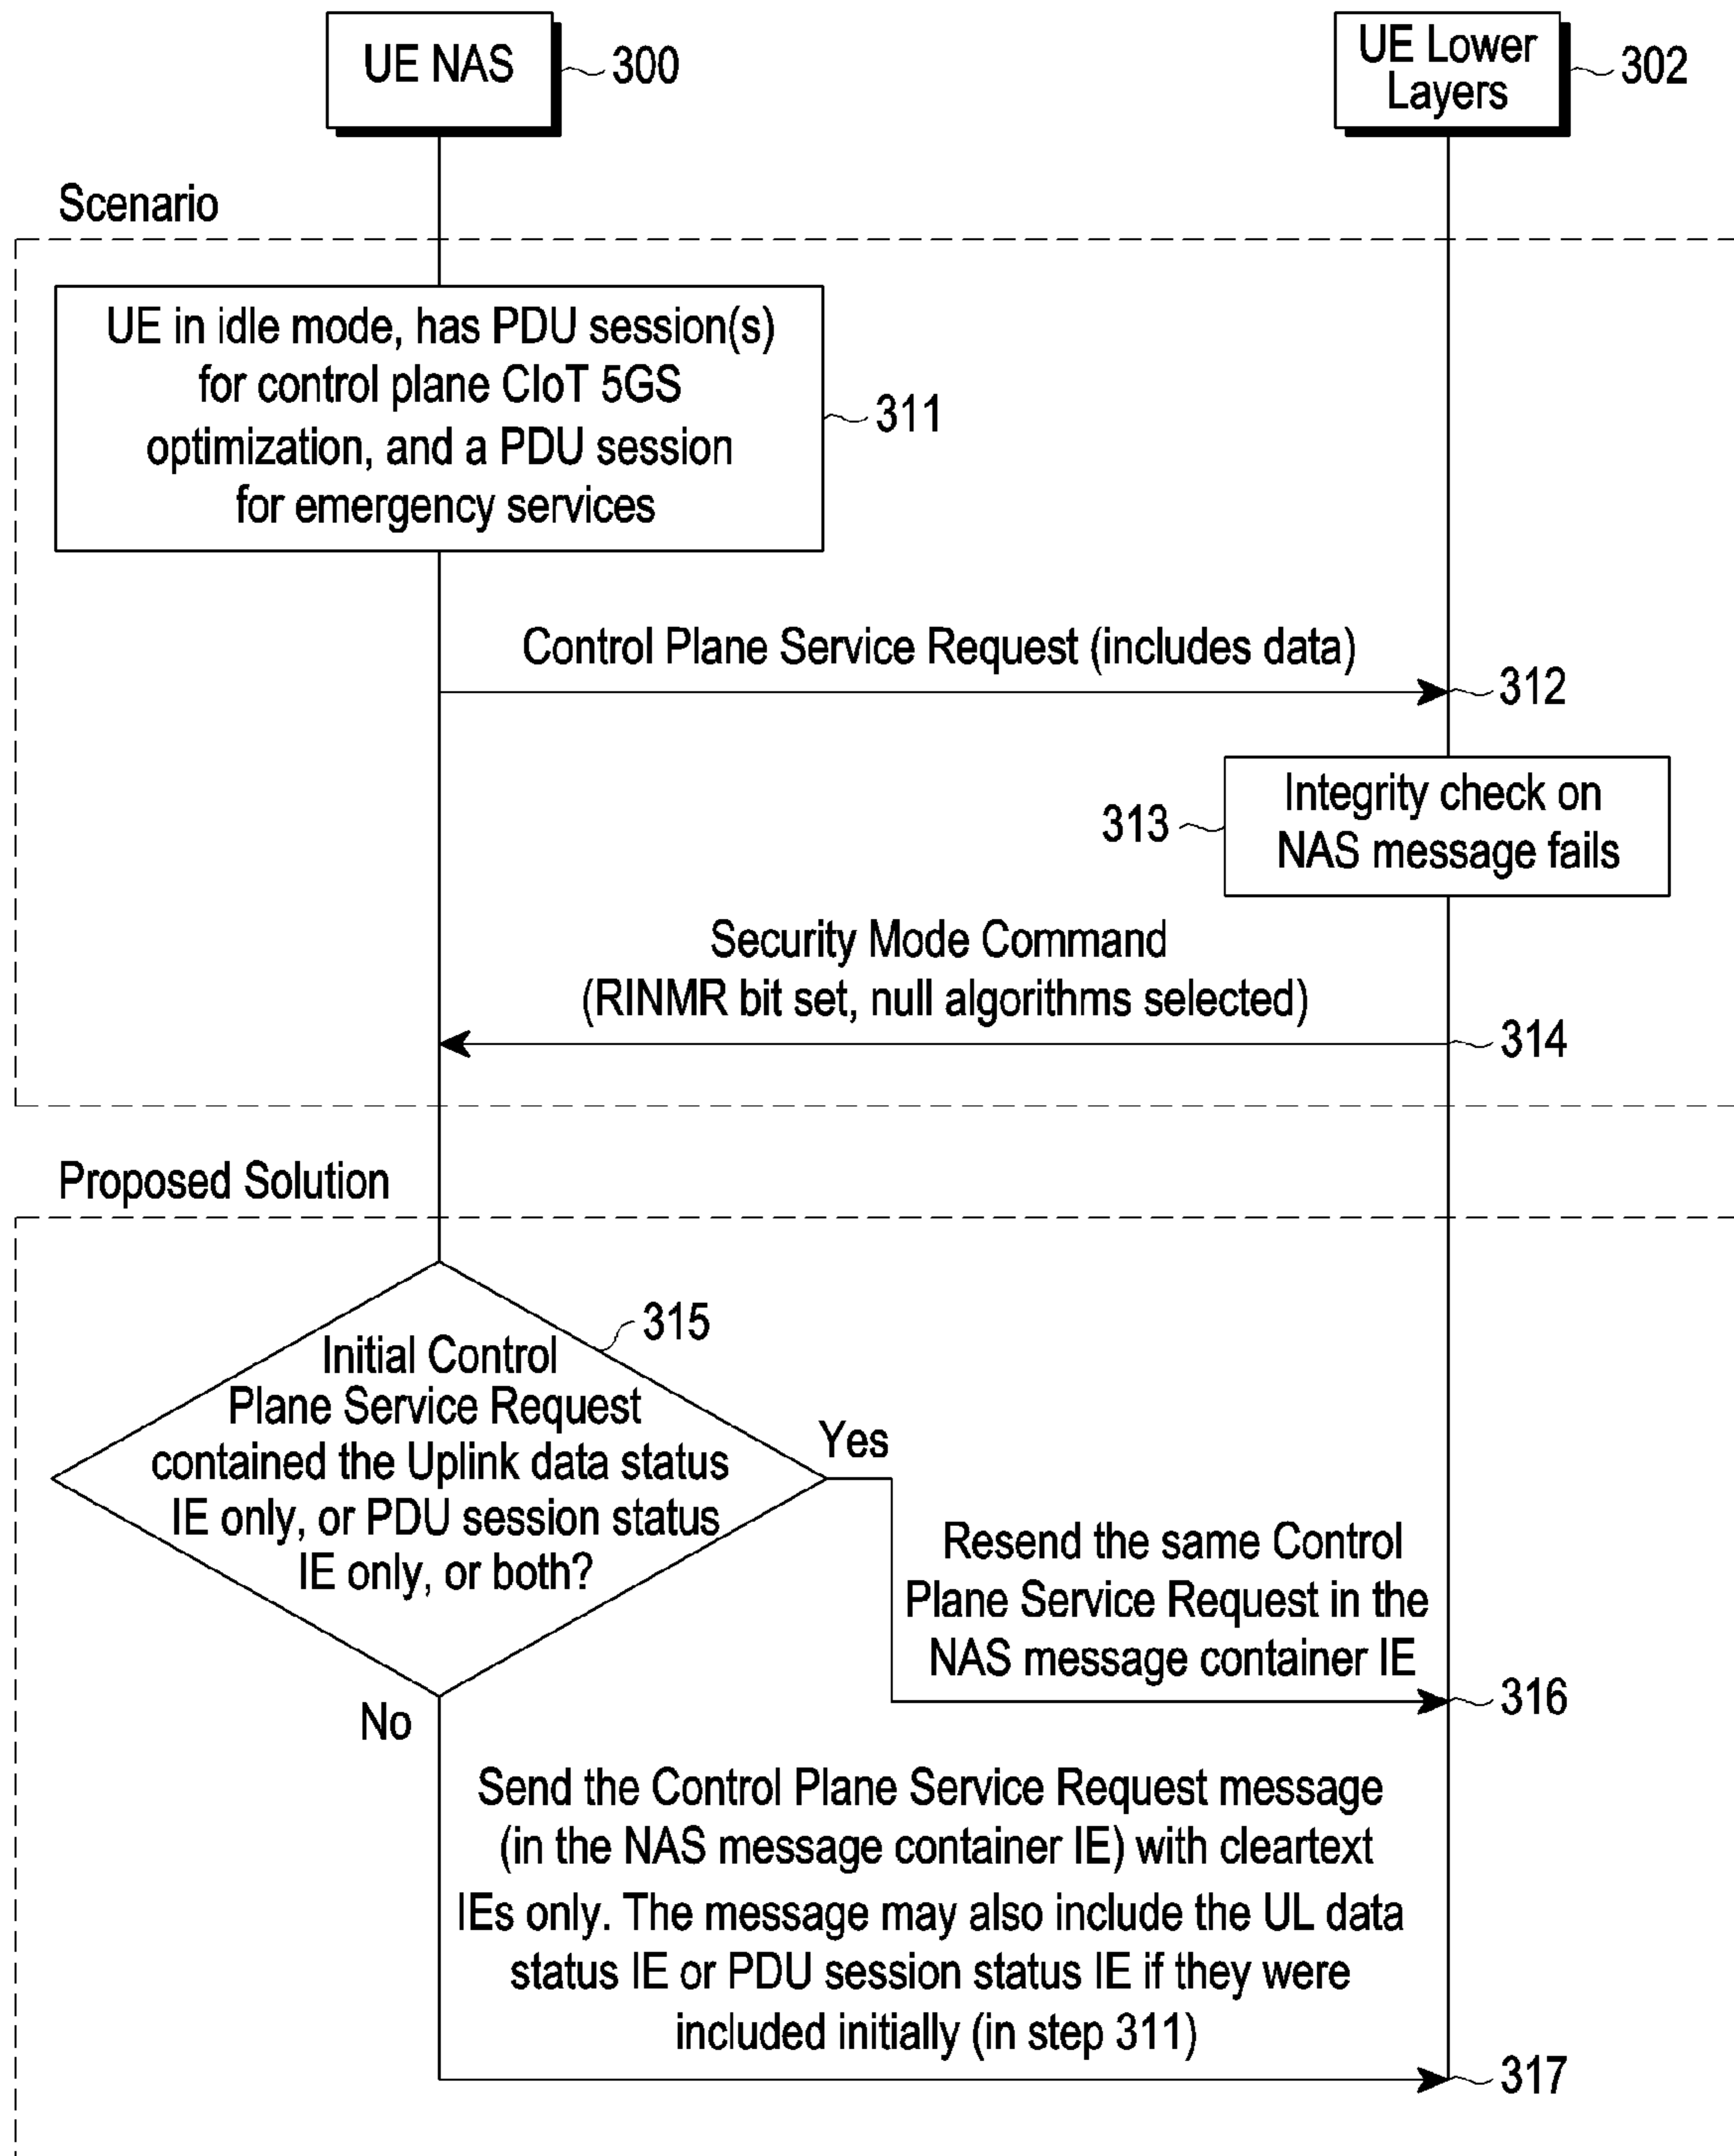 UE NAS
300
UE Lower
Layers
302
Scenario
UE in idle mode, has PDU session(s)
for control plane CIoT 5GS
optimization, and a PDU session
for emergency services
311
Control Plane Service Request (includes data)
312
Integrity check on
NAS message fails
313
Security Mode Command
(RINMR bit set, null algorithms selected)
314
Proposed Solution
315
Initial Control
Plane Service Request
contained the Uplink data status
IE only, or PDU session status
IE only, or both?
Yes
Resend the same Control
Plane Service Request in the
NAS message container IE
316
No
Send the Control Plane Service Request message
(in the NAS message container IE) with cleartext
IEs only. The message may also include the UL data
status IE or PDU session status IE if they were
included initially (in step 311)
317